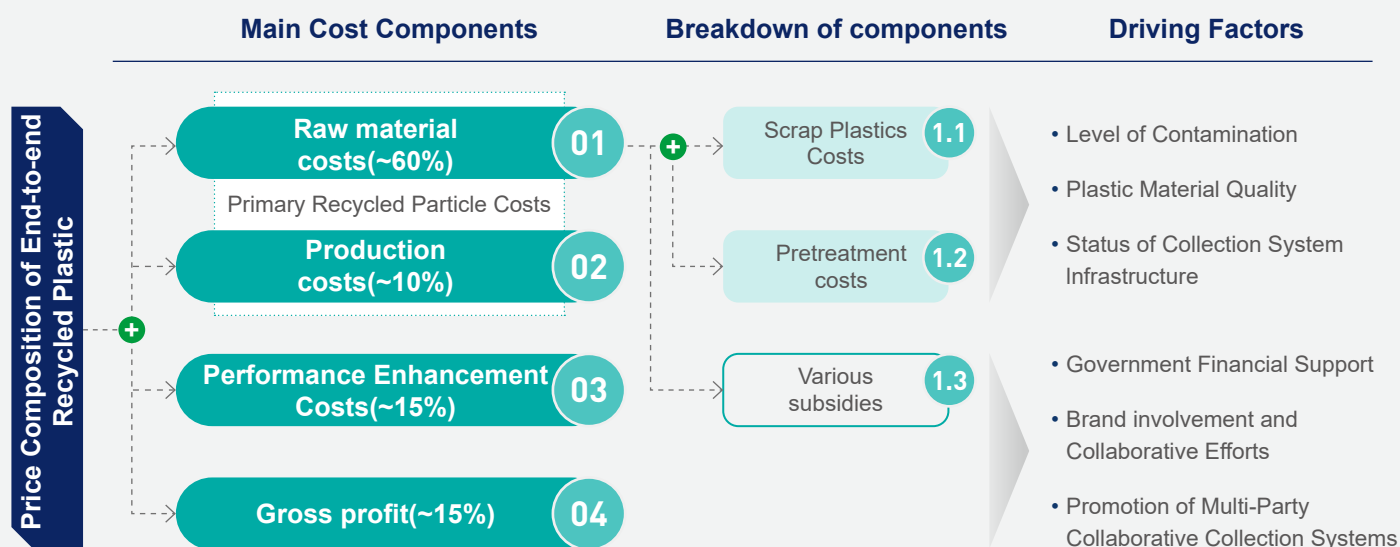 Main Cost Components
Breakdown of components
Driving Factors
Price Composition of End-to-end
Recycled Plastic
Raw material
costs(~60%)
01
Primary Recycled Particle Costs
Production
costs(~10%)
02
Performance Enhancement
Costs(~15%)
03
Gross profit(~15%)
04
Scrap Plastics
Costs
1.1
Pretreatment
costs
1.2
Various
subsidies
1.3
• Level of Contamination
• Plastic Material Quality
• Status of Collection System
Infrastructure
• Government Financial Support
• Brand involvement and
Collaborative Efforts
• Promotion of Multi-Party
Collaborative Collection Systems